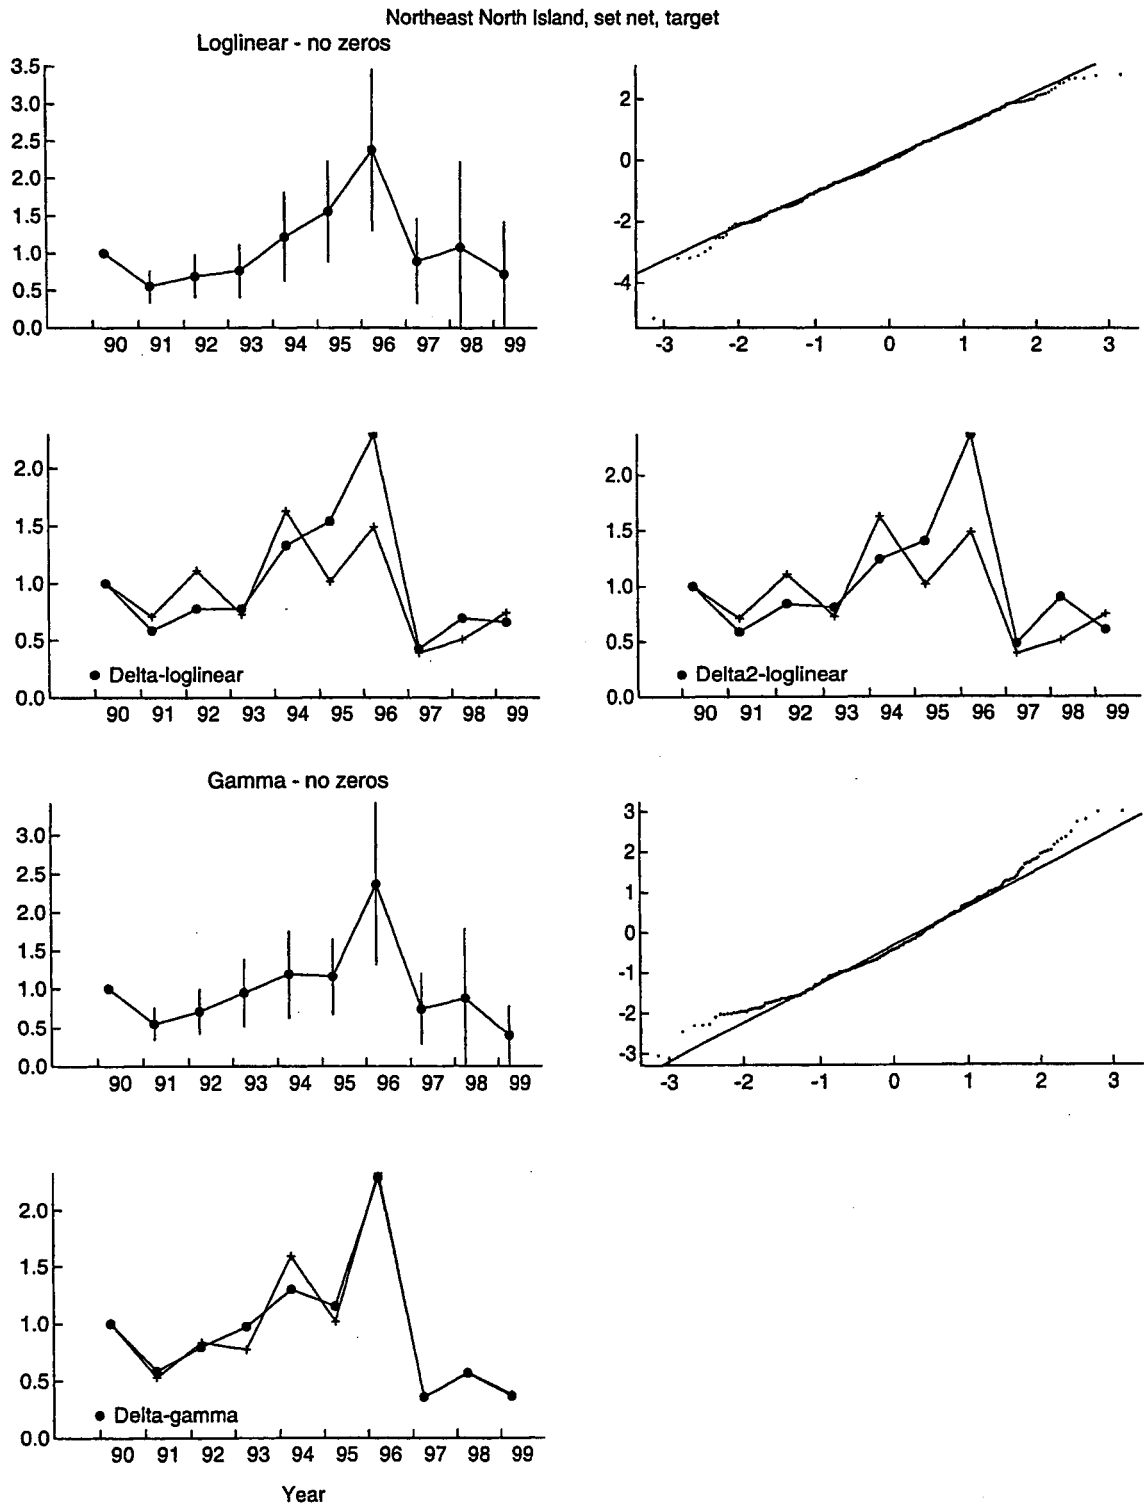 Northeast North Island, set net, target
Loglinear - no zeros
3.5
3.0
2.5
2.0
1.5
1.0
0.5
0.0
90 91 92 93 94 95 96 97 98 99
2
0
-2
-4
-3 -2 -1 0 1 2 3
2.0
1.5
1.0
0.5
0.0
Delta-loglinear
90 91 92 93 94 95 96 97 98 99
2.0
1.5
1.0
0.5
0.0
Delta2-loglinear
90 91 92 93 94 95 96 97 98 99
Gamma - no zeros
3.0
2.5
2.0
1.5
1.0
0.5
0.0
90 91 92 93 94 95 96 97 98 99
3
2
1
0
-1
-2
-3
-3 -2 -1 0 1 2 3
2.0
1.5
1.0
0.5
0.0
Delta-gamma
90 91 92 93 94 95 96 97 98 99
Year